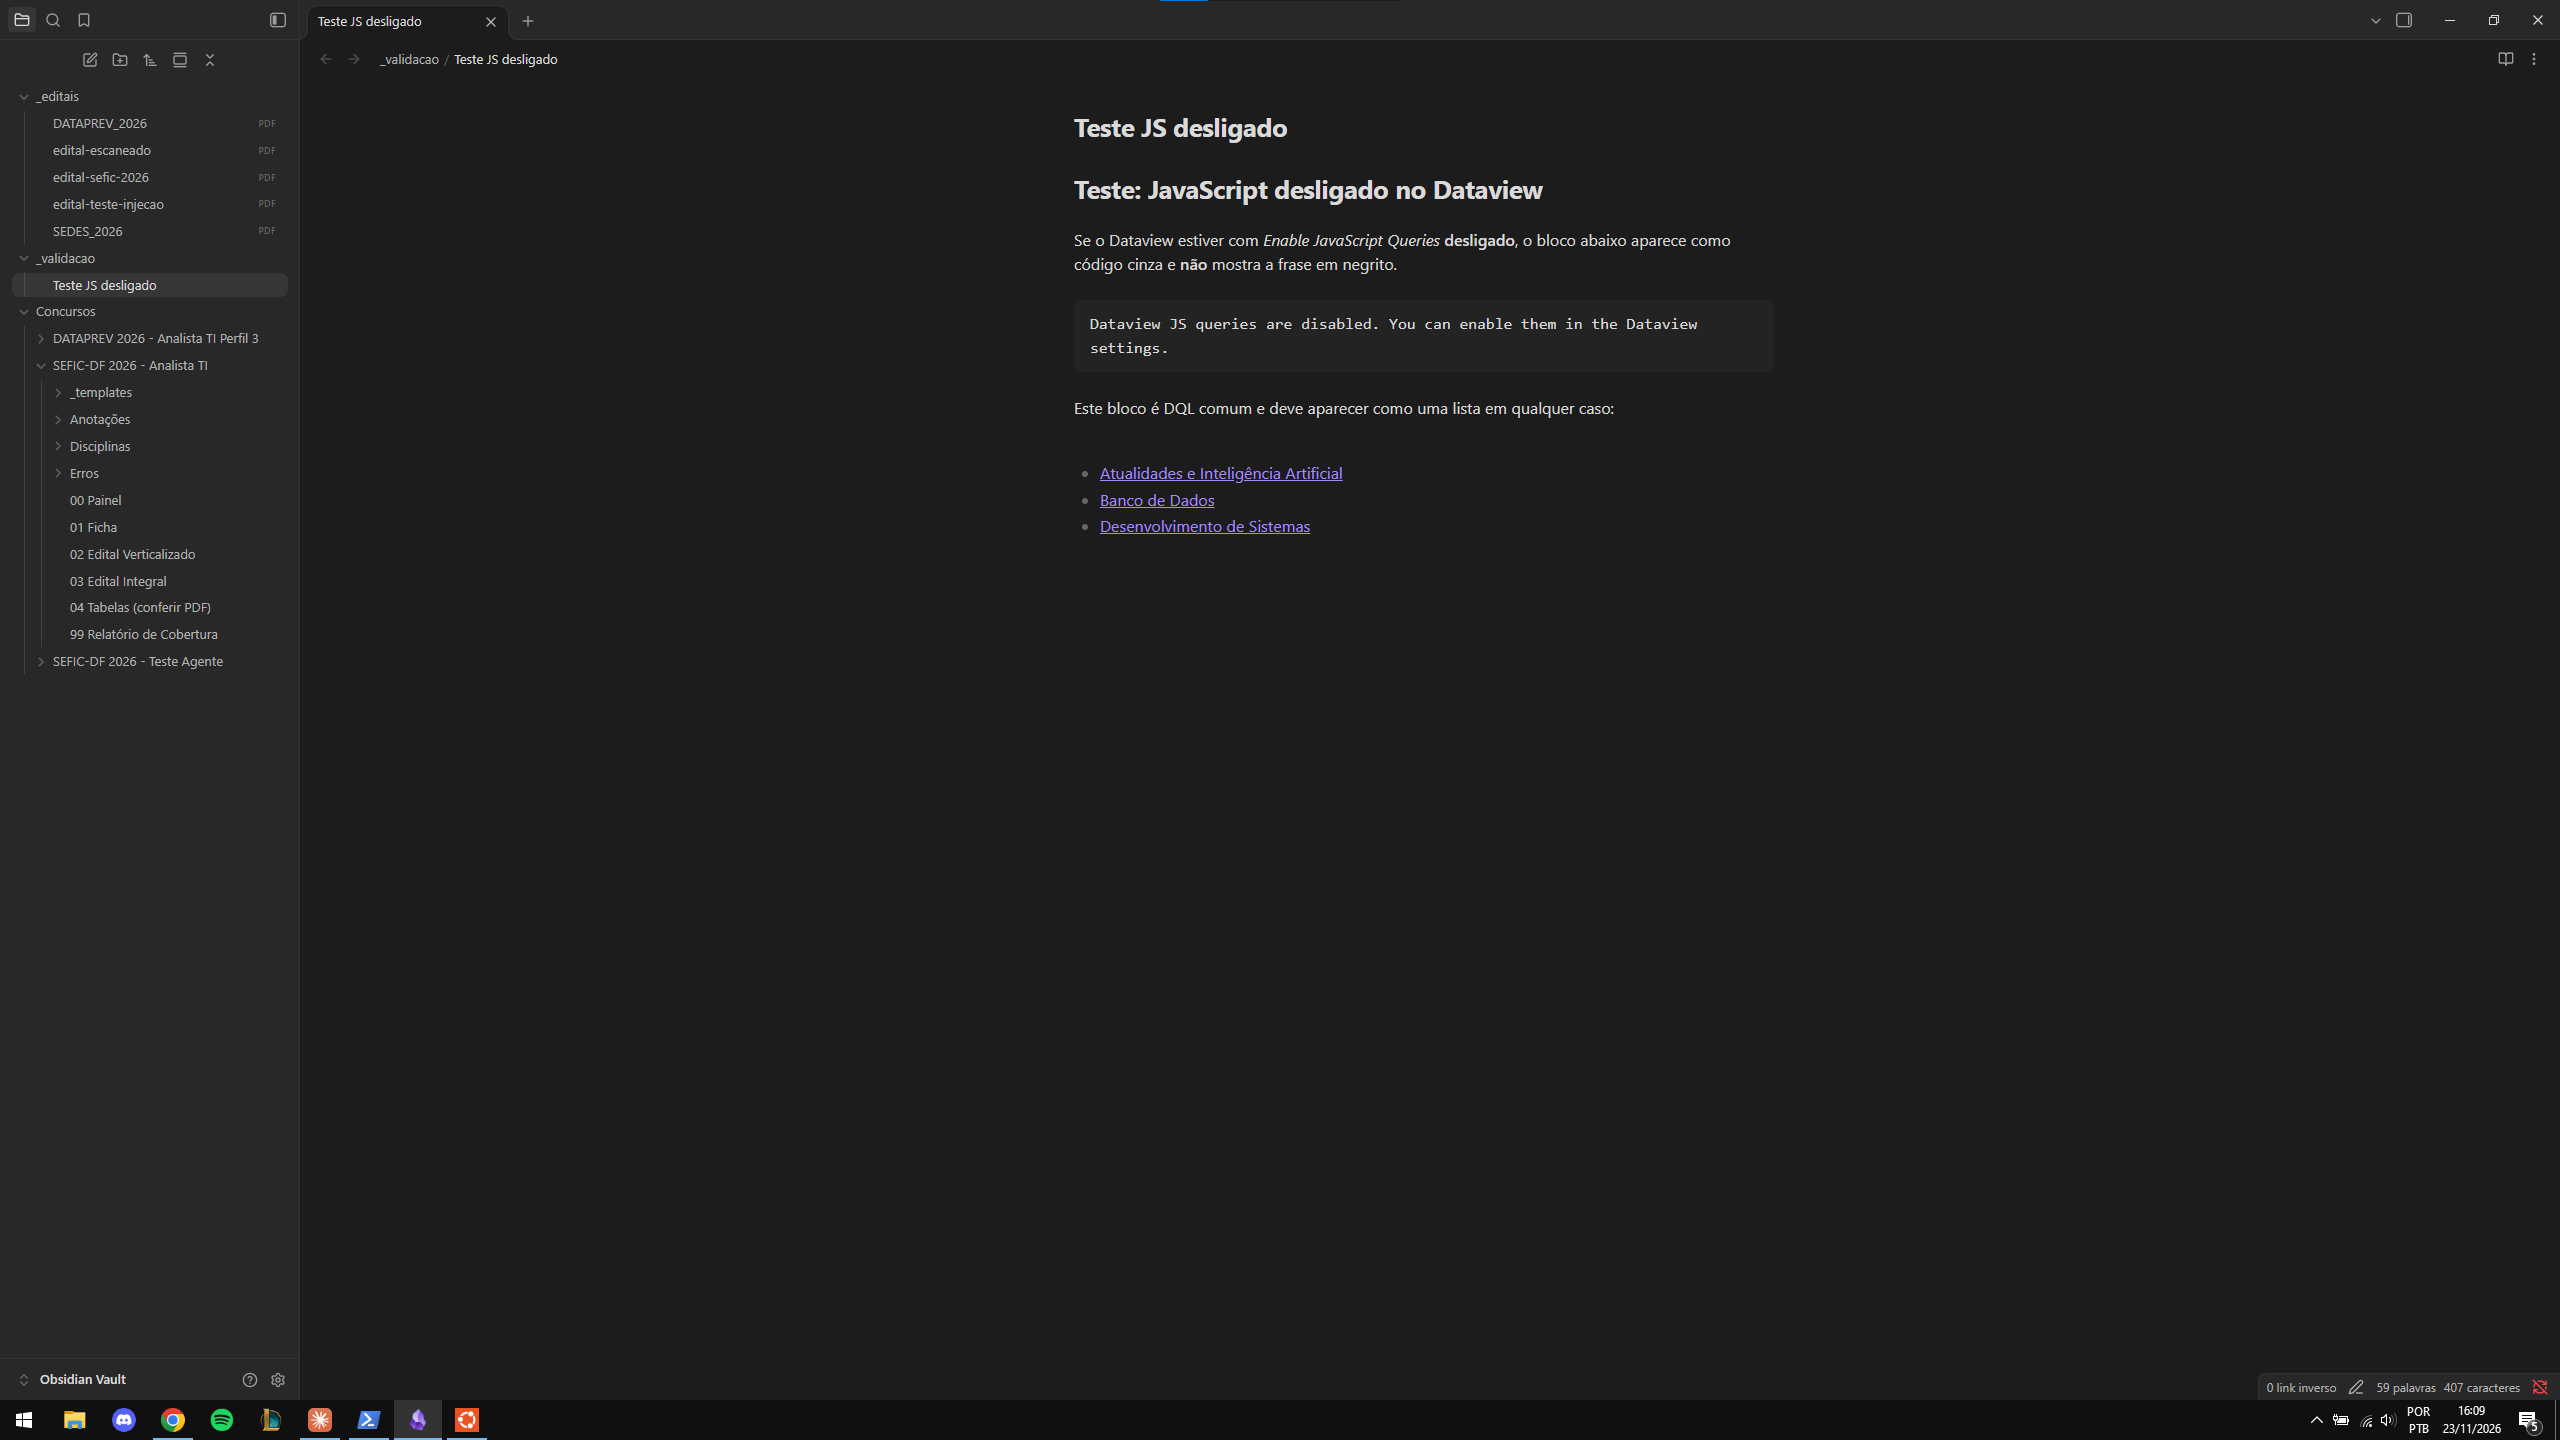 Teste JS desligado
_validacao / Teste JS desligado
_editais
DATAPREV_2026 PDF
edital-escaneado PDF
edital-sefic-2026 PDF
edital-teste-injecao PDF
SEDES_2026 PDF
_validacao
Teste JS desligado
Concursos
DATAPREV 2026 - Analista TI Perfil 3
SEFIC-DF 2026 - Analista TI
_templates
Anotações
Disciplinas
Erros
00 Painel
01 Ficha
02 Edital Verticalizado
03 Edital Integral
04 Tabelas (conferir PDF)
99 Relatório de Cobertura
SEFIC-DF 2026 - Teste Agente
Teste JS desligado
Teste: JavaScript desligado no Dataview
Se o Dataview estiver com Enable JavaScript Queries desligado, o bloco abaixo aparece como
código cinza e não mostra a frase em negrito.
Dataview JS queries are disabled. You can enable them in the Dataview
settings.
Este bloco é DQL comum e deve aparecer como uma lista em qualquer caso:
Atualidades e Inteligência Artificial
Banco de Dados
Desenvolvimento de Sistemas
Obsidian Vault
0 link inverso 59 palavras 407 caracteres
POR
PTB
16:09
23/11/2026
5